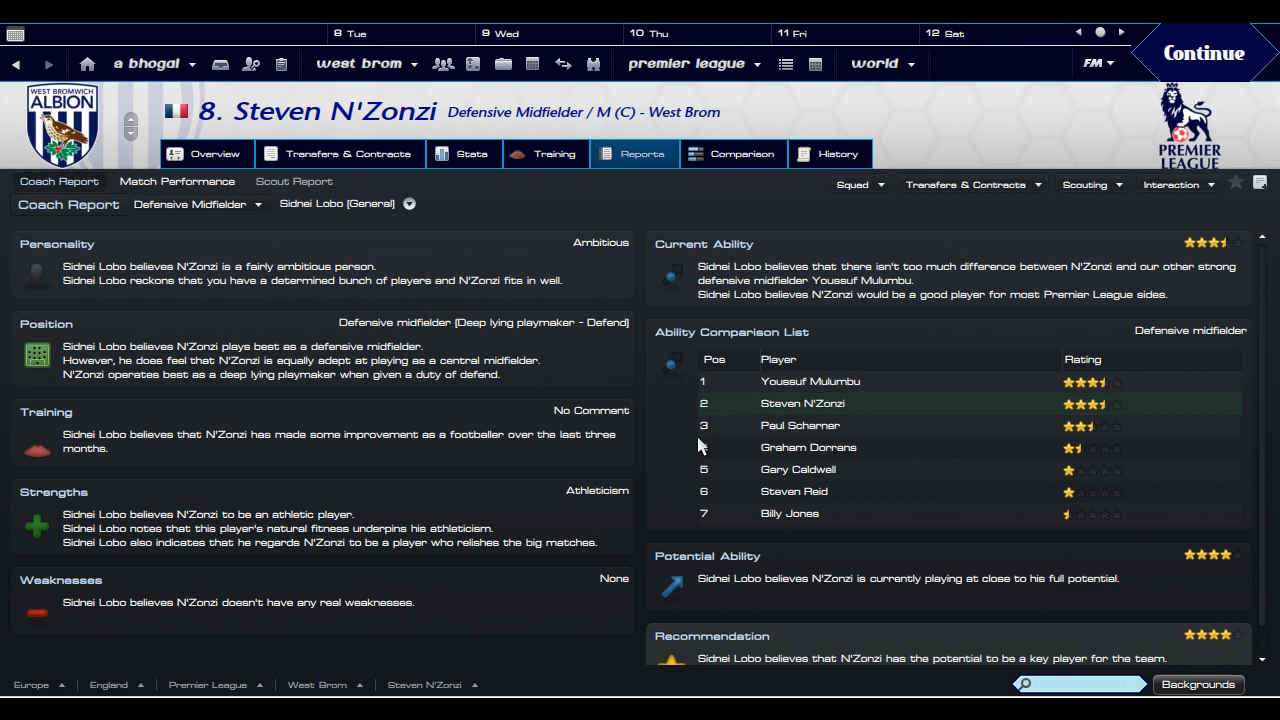 8 Tue 9 Wed 10 Thu 11 Fri 12 Sat
a bhogal west brom premier league world FM Continue
WEST BROMWICH
ALBION
8. Steven N'Zonzi Defensive Midfielder / M (C) - West Brom
PREMIER
LEAGUE
Overview Transfers & Contracts Stats Training Reports Comparison History
Coach Report Match Performance Scout Report Squad Transfers & Contracts Scouting Interaction
Coach Report Defensive Midfielder Sidnei Lobo (General)
Personality Ambitious
Sidnei Lobo believes N'Zonzi is a fairly ambitious person.
Sidnei Lobo reckons that you have a determined bunch of players and N'Zonzi fits in well.
Position Defensive midfielder (Deep lying playmaker - Defend)
Sidnei Lobo believes N'Zonzi plays best as a defensive midfielder.
However, he does feel that N'Zonzi is equally adept at playing as a central midfielder.
N'Zonzi operates best as a deep lying playmaker when given a duty of defend.
Training No Comment
Sidnei Lobo believes that N'Zonzi has made some improvement as a footballer over the last three
months.
Strengths Athleticism
Sidnei Lobo believes N'Zonzi to be an athletic player.
Sidnei Lobo notes that this player's natural fitness underpins his athleticism.
Sidnei Lobo also indicates that he regards N'Zonzi to be a player who relishes the big matches.
Weaknesses None
Sidnei Lobo believes N'Zonzi doesn't have any real weaknesses.
Current Ability
Sidnei Lobo believes that there isn't too much difference between N'Zonzi and our other strong
defensive midfielder Youssuf Mulumbu.
Sidnei Lobo believes N'Zonzi would be a good player for most Premier League sides.
Ability Comparison List Defensive midfielder
Pos Player Rating
1 Youssuf Mulumbu
2 Steven N'Zonzi
3 Paul Scharner
Graham Dorrans
5 Gary Caldwell
6 Steven Reid
7 Billy Jones
Potential Ability
Sidnei Lobo believes N'Zonzi is currently playing at close to his full potential.
Recommendation
Sidnei Lobo believes that N'Zonzi has the potential to be a key player for the team.
Europe England Premier League West Brom Steven N'Zonzi Backgrounds